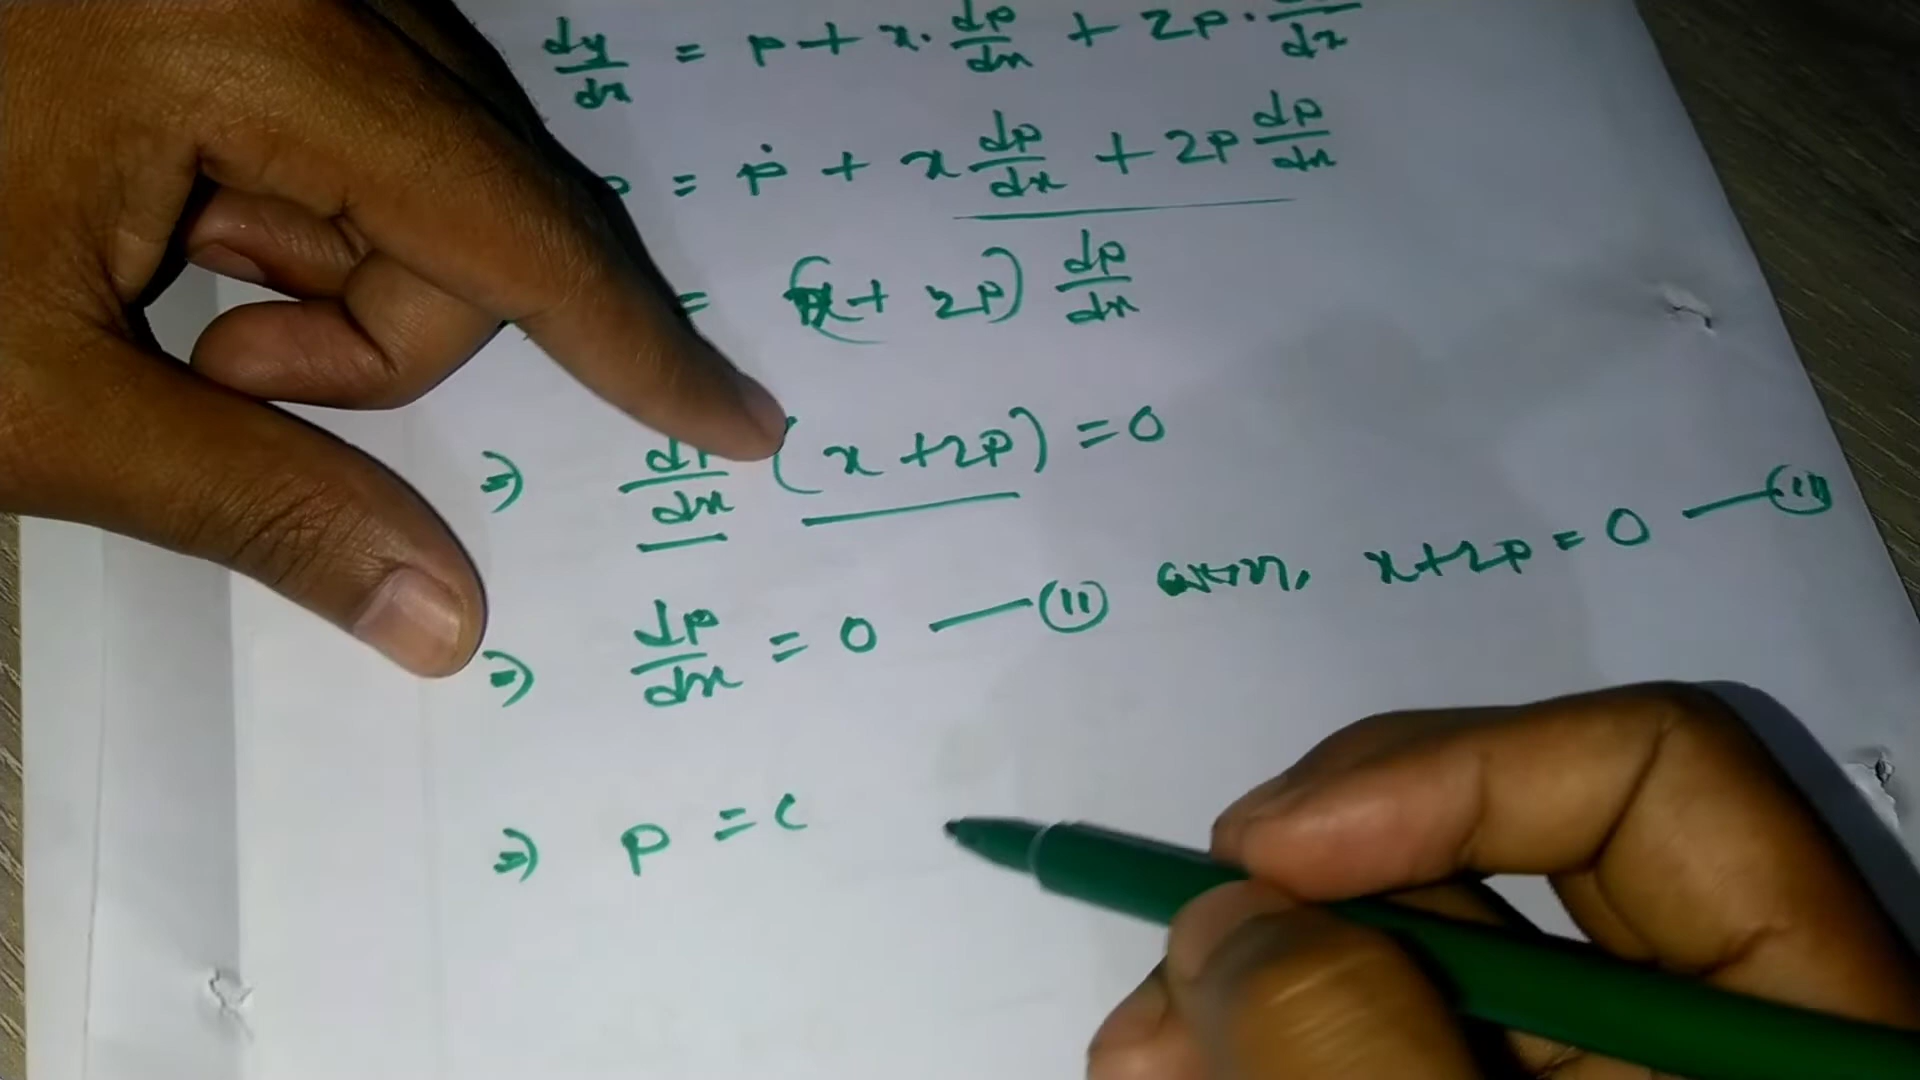 dy/dx = p + x. dp/dx + 2p.
= p + x dp/dx + 2p dp/dx
= (x + 2p) dp/dx
⇒ dp/dx (x + 2p) = 0
⇒ dp/dx = 0 — (II) x + 2p = 0 — (III)
⇒ p = c